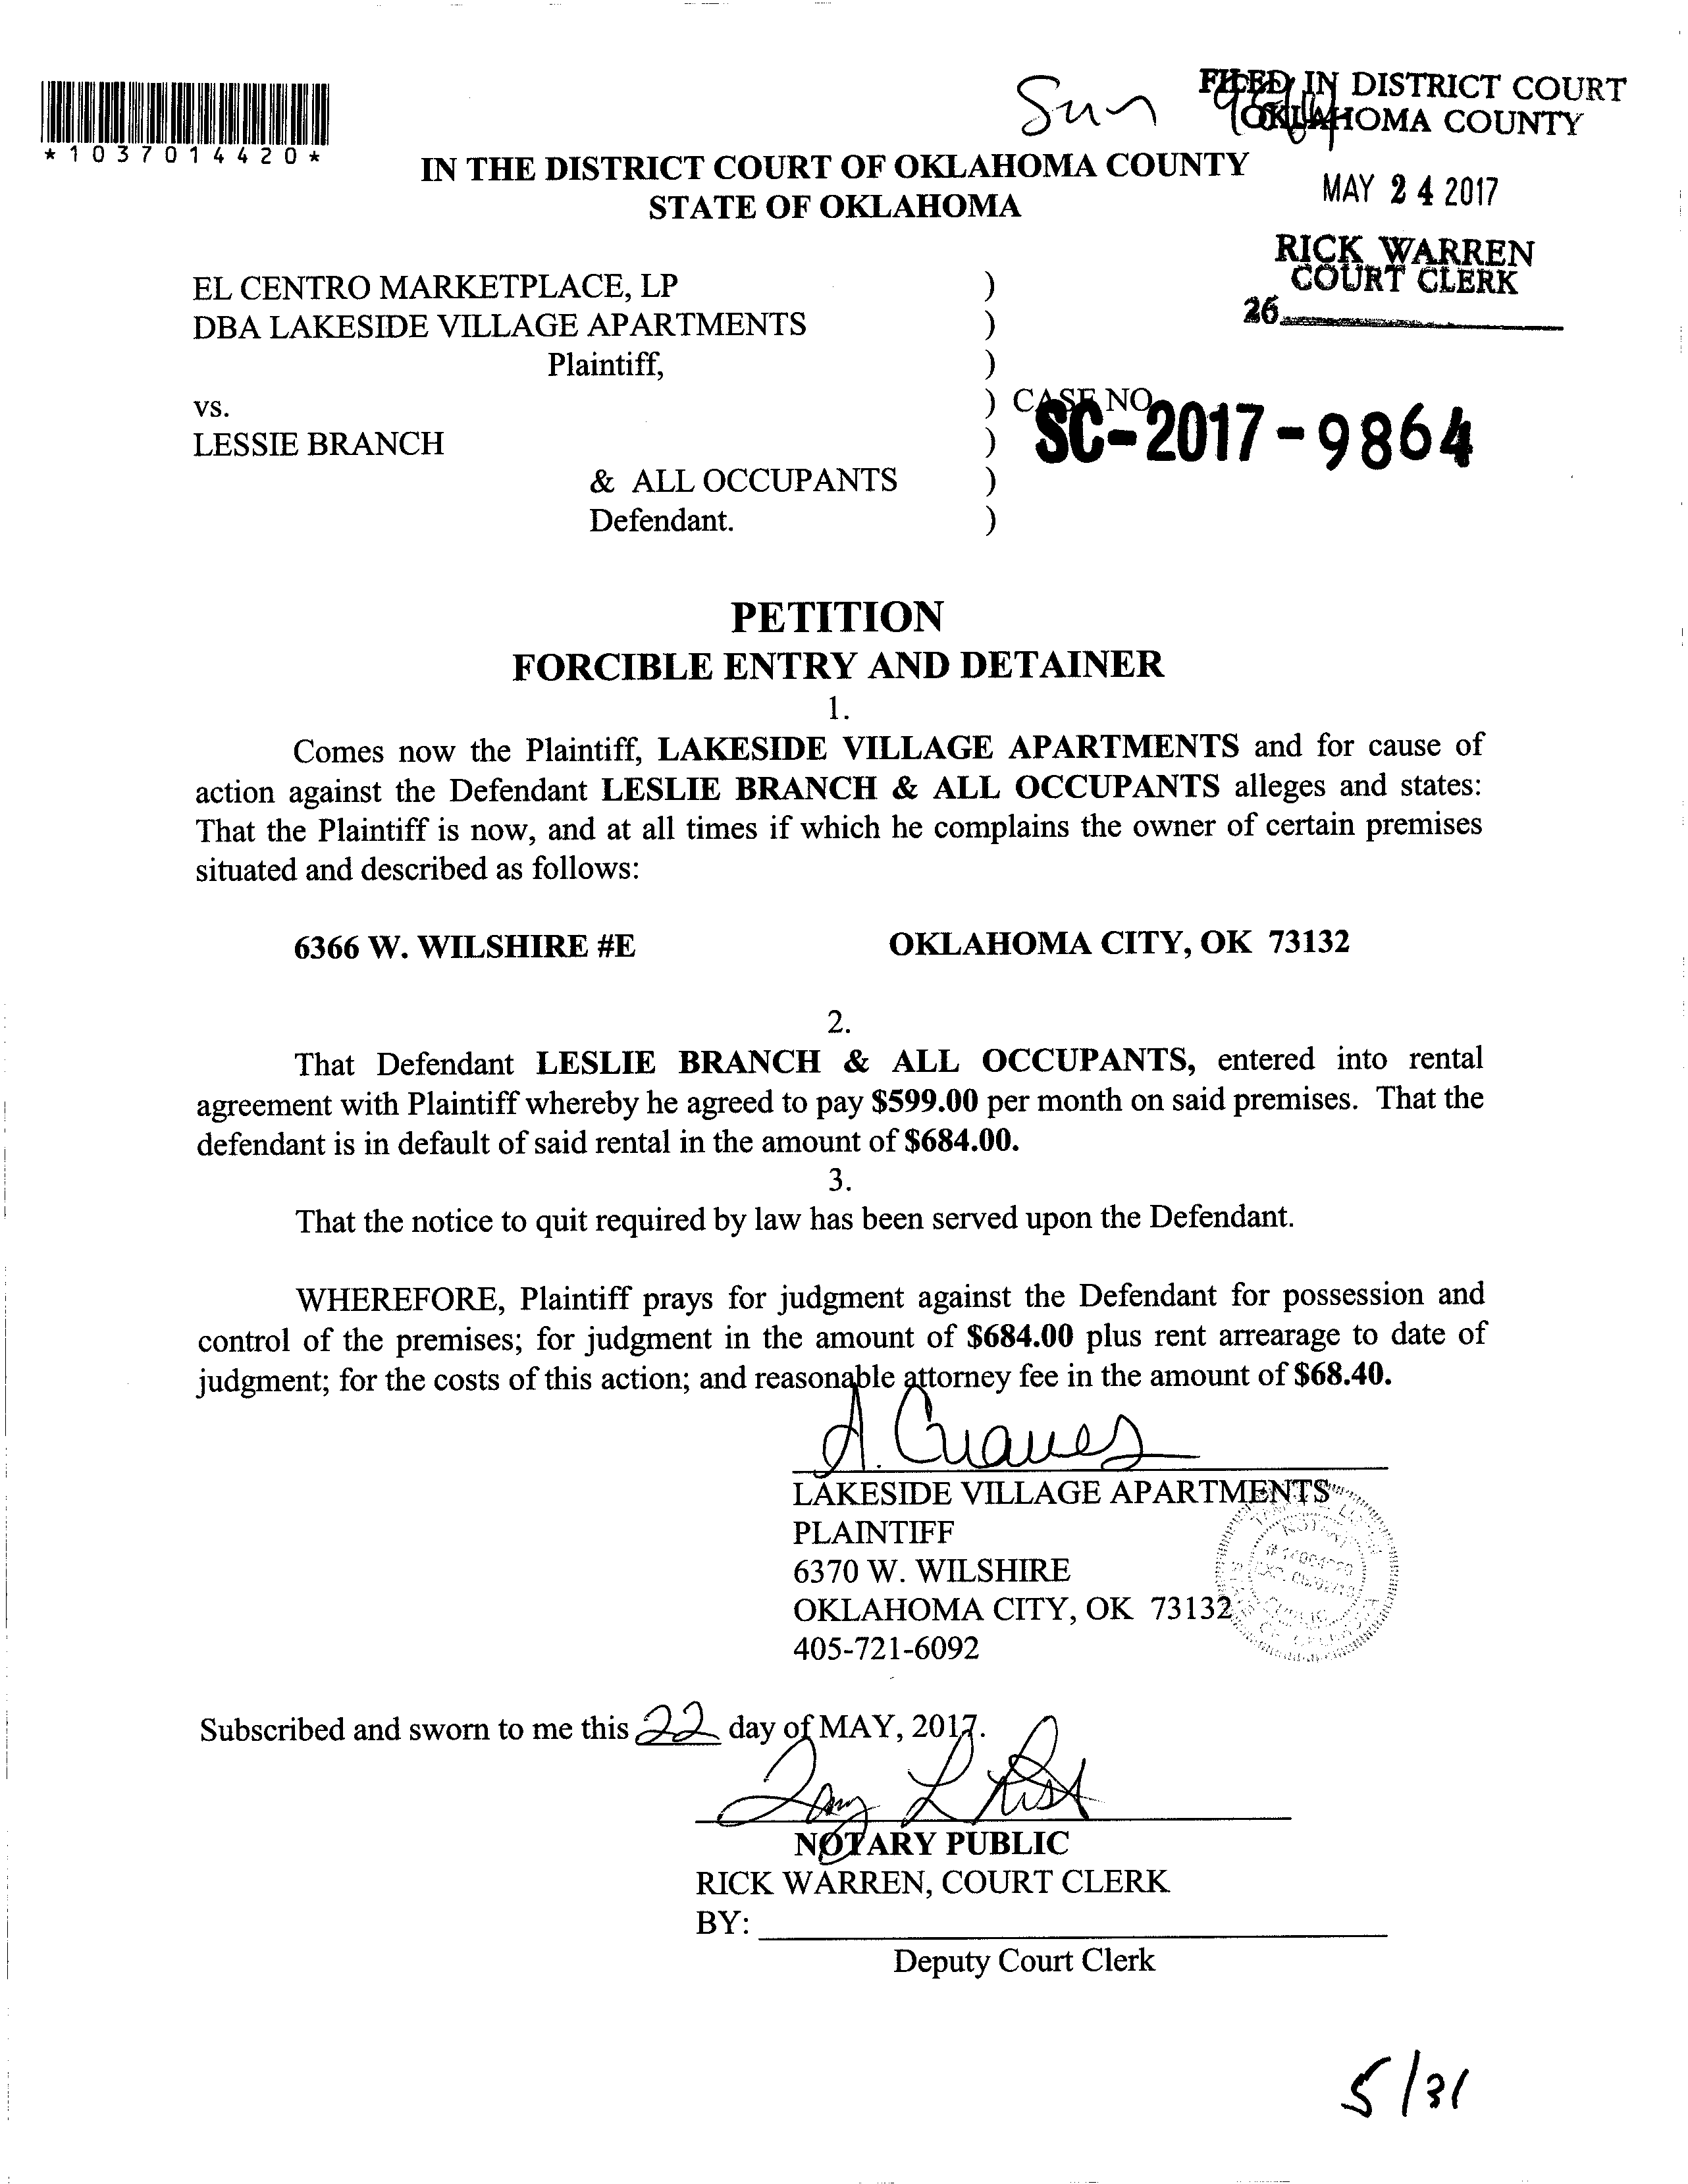 *1037014420*
Sun
FILED IN DISTRICT COURT
OKLAHOMA COUNTY
MAY 24 2017
RICK WARREN
COURT CLERK
26
IN THE DISTRICT COURT OF OKLAHOMA COUNTY
STATE OF OKLAHOMA
EL CENTRO MARKETPLACE, LP )
DBA LAKESIDE VILLAGE APARTMENTS )
Plaintiff, )
vs. ) CASE NO SC-2017-9864
LESSIE BRANCH )
& ALL OCCUPANTS )
Defendant. )
PETITION
FORCIBLE ENTRY AND DETAINER
1.
Comes now the Plaintiff, LAKESIDE VILLAGE APARTMENTS and for cause of
action against the Defendant LESLIE BRANCH & ALL OCCUPANTS alleges and states:
That the Plaintiff is now, and at all times if which he complains the owner of certain premises
situated and described as follows:
6366 W. WILSHIRE #E OKLAHOMA CITY, OK 73132
2.
That Defendant LESLIE BRANCH & ALL OCCUPANTS, entered into rental
agreement with Plaintiff whereby he agreed to pay $599.00 per month on said premises. That the
defendant is in default of said rental in the amount of $684.00.
3.
That the notice to quit required by law has been served upon the Defendant.
WHEREFORE, Plaintiff prays for judgment against the Defendant for possession and
control of the premises; for judgment in the amount of $684.00 plus rent arrearage to date of
judgment; for the costs of this action; and reasonable attorney fee in the amount of $68.40.
A. Graves
LAKESIDE VILLAGE APARTMENTS
PLAINTIFF
6370 W. WILSHIRE
OKLAHOMA CITY, OK 73132
405-721-6092
NOTARY
PUBLIC
Subscribed and sworn to me this 22 day of MAY, 2017.
NOTARY PUBLIC
RICK WARREN, COURT CLERK
BY:
Deputy Court Clerk
5/31